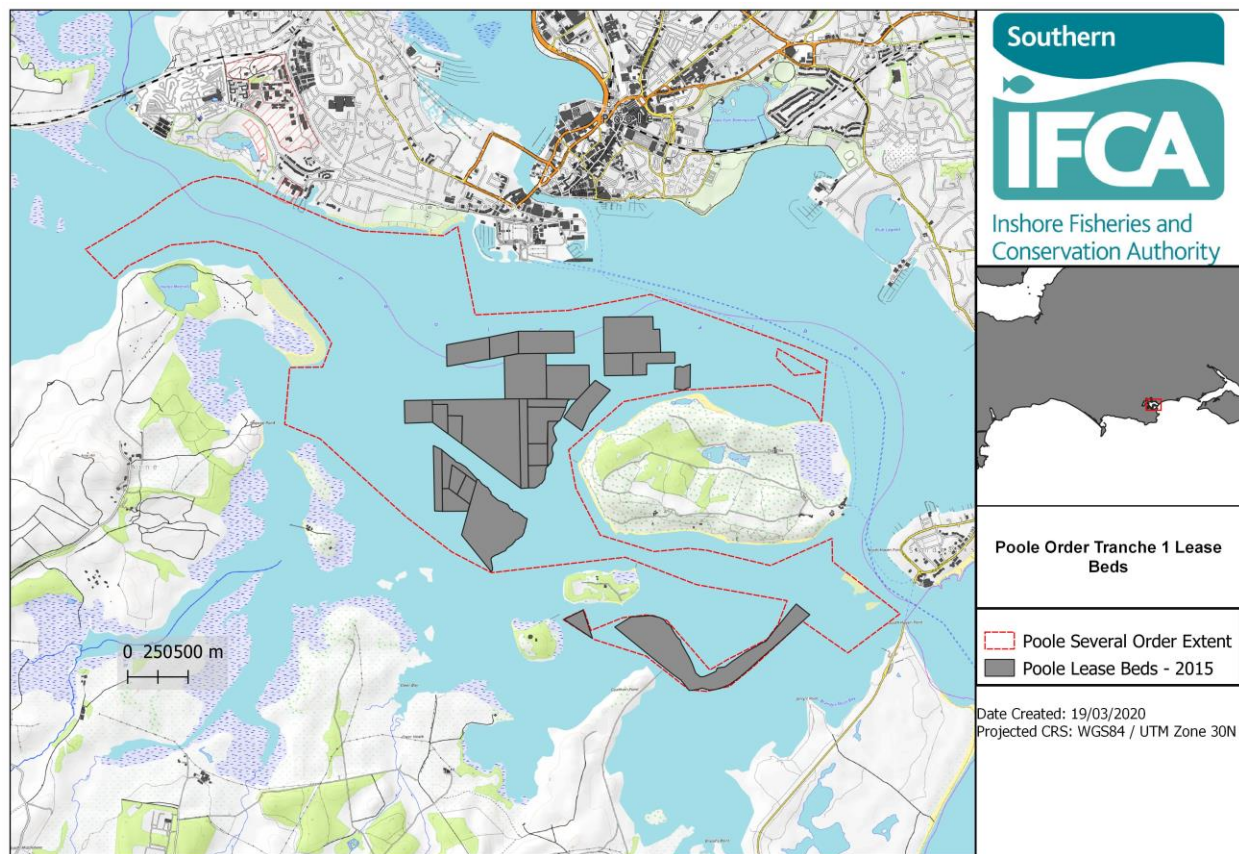 Southern
IFCA
Inshore Fisheries and
Conservation Authority
Poole Order Tranche 1 Lease
Beds
Poole Several Order Extent
Poole Lease Beds - 2015
Date Created: 19/03/2020
Projected CRS: WGS84 / UTM Zone 30N
0 250500 m